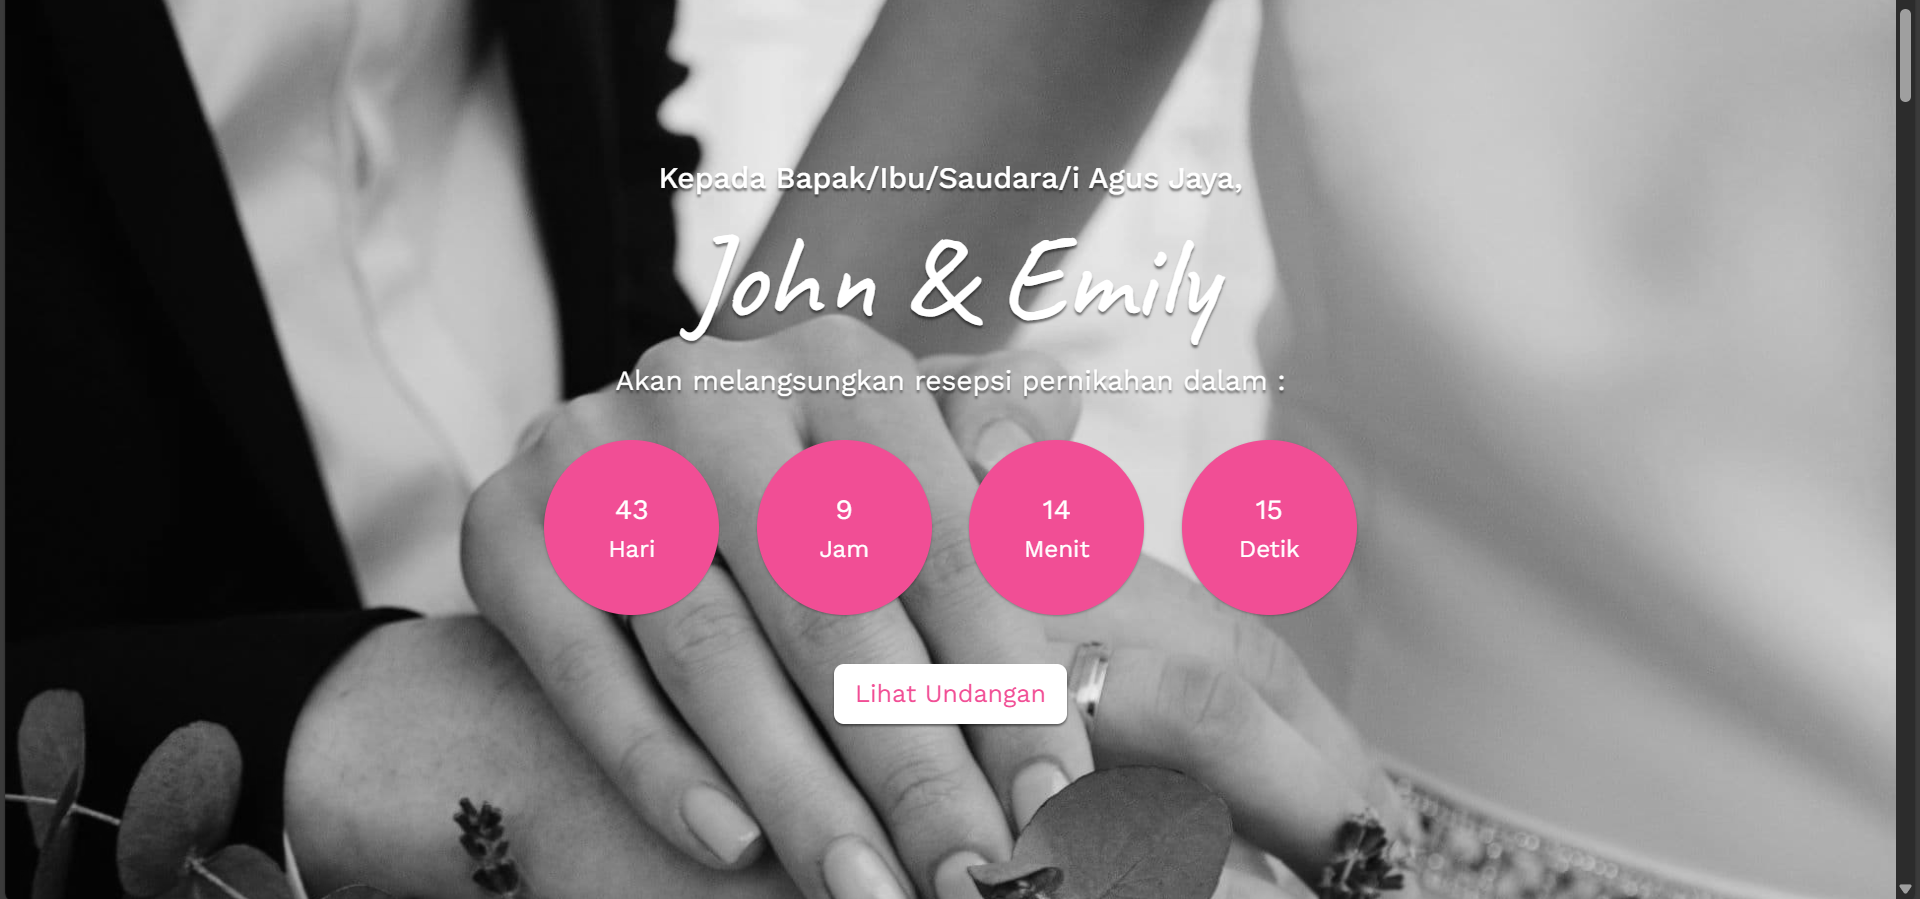 Kepada Bapak/Ibu/Saudara/i Agus Jaya,
John & Emily
Akan melangsungkan resepsi pernikahan dalam :
43 9 14 15
Hari Jam Menit Detik
Lihat Undangan